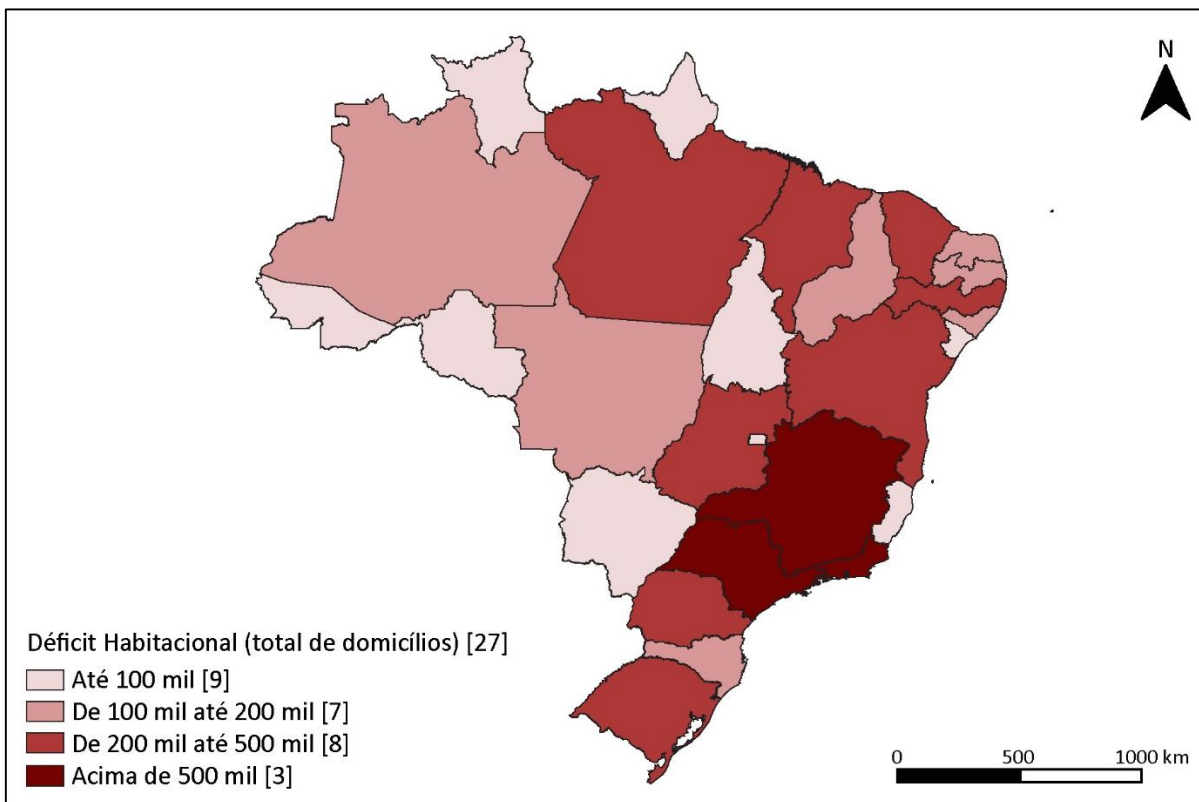 N
Déficit Habitacional (total de domicílios) [27]
Até 100 mil [9]
De 100 mil até 200 mil [7]
De 200 mil até 500 mil [8]
Acima de 500 mil [3]
0 500 1000 km